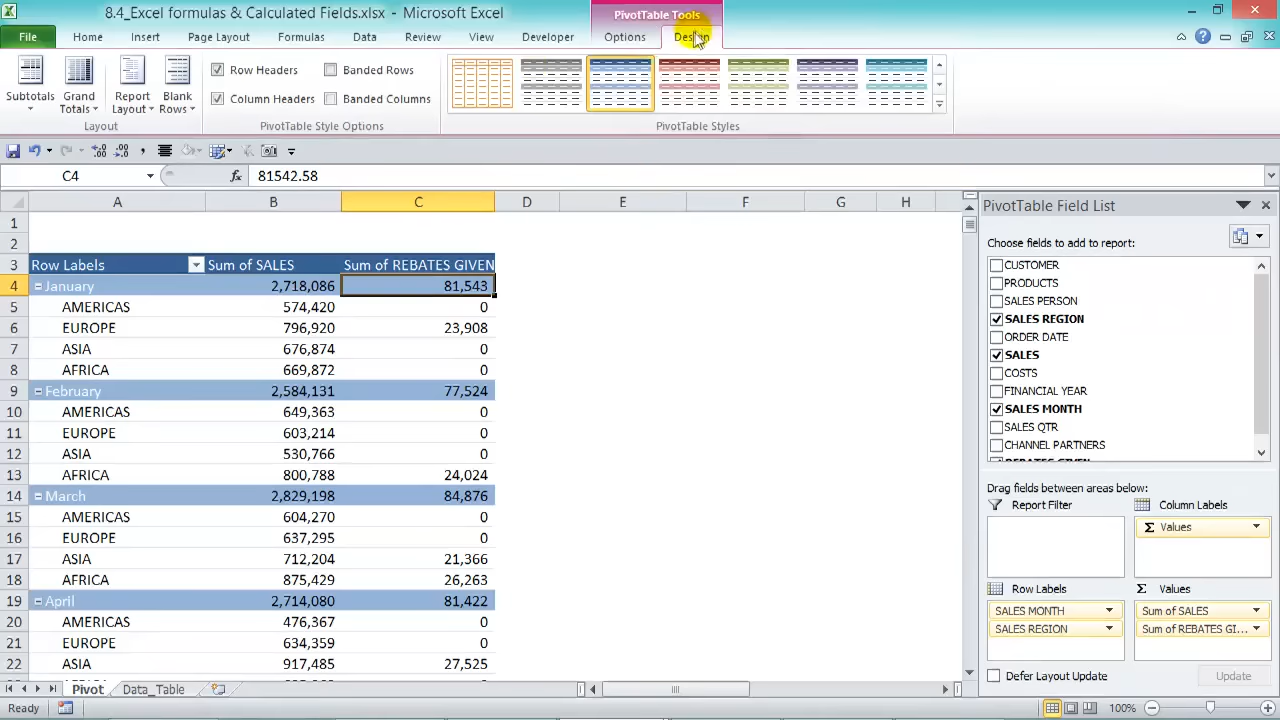 8.4_Excel formulas & Calculated Fields.xlsx - Microsoft Excel
PivotTable Tools
File Home Insert Page Layout Formulas Data Review View Developer Options Design
Subtotals
Grand Totals
Report Layout
Blank Rows
Row Headers
Banded Rows
Column Headers
Banded Columns
Layout
PivotTable Style Options
PivotTable Styles
C4 fx 81542.58
A B C D E F G H
1
2
3 Row Labels Sum of SALES Sum of REBATES GIVEN
4 January 2,718,086 81,543
5 AMERICAS 574,420 0
6 EUROPE 796,920 23,908
7 ASIA 676,874 0
8 AFRICA 669,872 0
9 February 2,584,131 77,524
10 AMERICAS 649,363 0
11 EUROPE 603,214 0
12 ASIA 530,766 0
13 AFRICA 800,788 24,024
14 March 2,829,198 84,876
15 AMERICAS 604,270 0
16 EUROPE 637,295 0
17 ASIA 712,204 21,366
18 AFRICA 875,429 26,263
19 April 2,714,080 81,422
20 AMERICAS 476,367 0
21 EUROPE 634,359 0
22 ASIA 917,485 27,525
PivotTable Field List
Choose fields to add to report:
CUSTOMER
PRODUCTS
SALES PERSON
SALES REGION
ORDER DATE
SALES
COSTS
FINANCIAL YEAR
SALES MONTH
SALES QTR
CHANNEL PARTNERS
REBATES GIVEN
Drag fields between areas below:
Report Filter
Column Labels
Σ Values
Row Labels
Σ Values
SALES MONTH
SALES REGION
Sum of SALES
Sum of REBATES GI...
Defer Layout Update
Update
Pivot Data_Table
Ready
100%